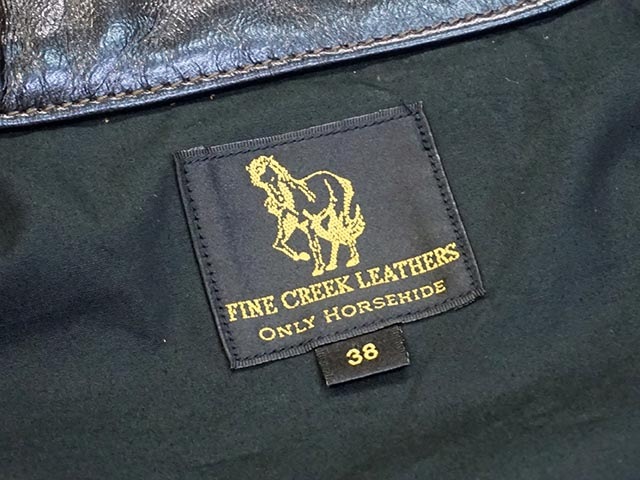 FINE CREEK LEATHERS
ONLY HORSEHIDE
38